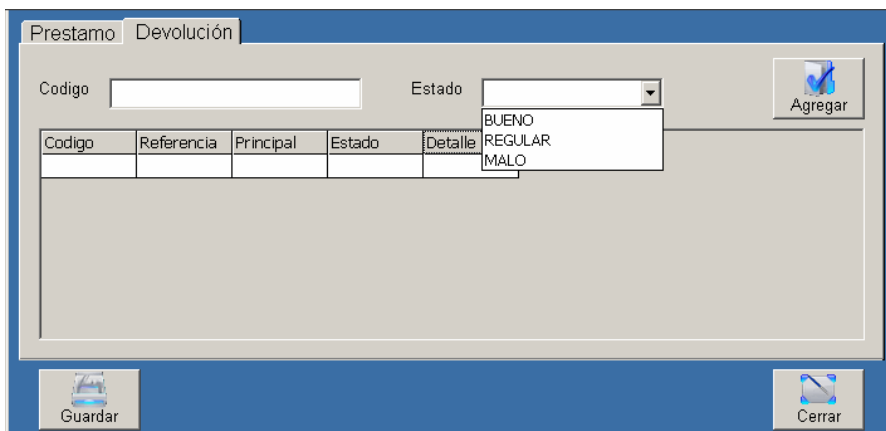 Prestamo Devolución
Codigo Estado
Agregar
BUENO
REGULAR
MALO
Codigo Referencia Principal Estado Detalle
Guardar Cerrar